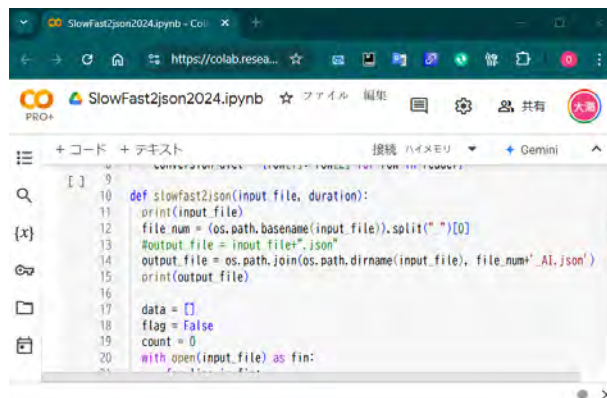 SlowFast2json2024.ipynb - Col
https://colab.resea...
PRO+
SlowFast2json2024.ipynb ファイル 編集
共有
大瀧
+ コード + テキスト 接続 ハイメモリ Gemini
[ ] 9
10 def slowfast2json(input_file, duration):
11 print(input_file)
12 file_num = (os.path.basename(input_file)).split("_")[0]
13 #output_file = input_file+".json"
14 output_file = os.path.join(os.path.dirname(input_file), file_num+'_AI.json')
15 print(output_file)
16
17 data = []
18 flag = False
19 count = 0
20 with open(input_file) as fin:
{x}